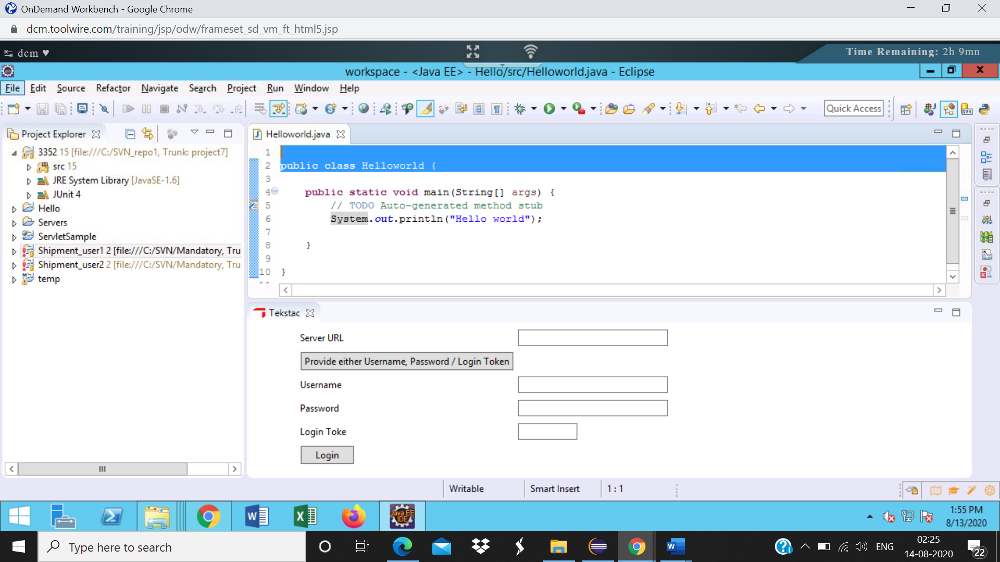 OnDemand Workbench - Google Chrome
dcm.toolwire.com/training/jsp/odw/frameset_sd_vm_ft_html5.jsp
dcm ♥
Time Remaining: 2h 9mn
workspace - <Java EE> - Hello/src/Helloworld.java - Eclipse
File Edit Source Refactor Navigate Search Project Run Window Help
Quick Access
Project Explorer
3352 15 [file:///C:/SVN_repo1, Trunk: project7]
src 15
JRE System Library [JavaSE-1.6]
JUnit 4
Hello
Servers
ServletSample
Shipment_user1 2 [file:///C:/SVN/Mandatory, Tru
Shipment_user2 2 [file:///C:/SVN/Mandatory, Tru
temp
Helloworld.java
1
2 public class Helloworld {
3
4 public static void main(String[] args) {
5 // TODO Auto-generated method stub
6 System.out.println("Hello world");
7
8 }
9
10 }
Tekstac
Server URL
Provide either Username, Password / Login Token
Username
Password
Login Toke
Login
Writable Smart Insert 1 : 1
Java EE
IDE
1:55 PM
8/13/2020
Type here to search
ENG
02:25
14-08-2020
22